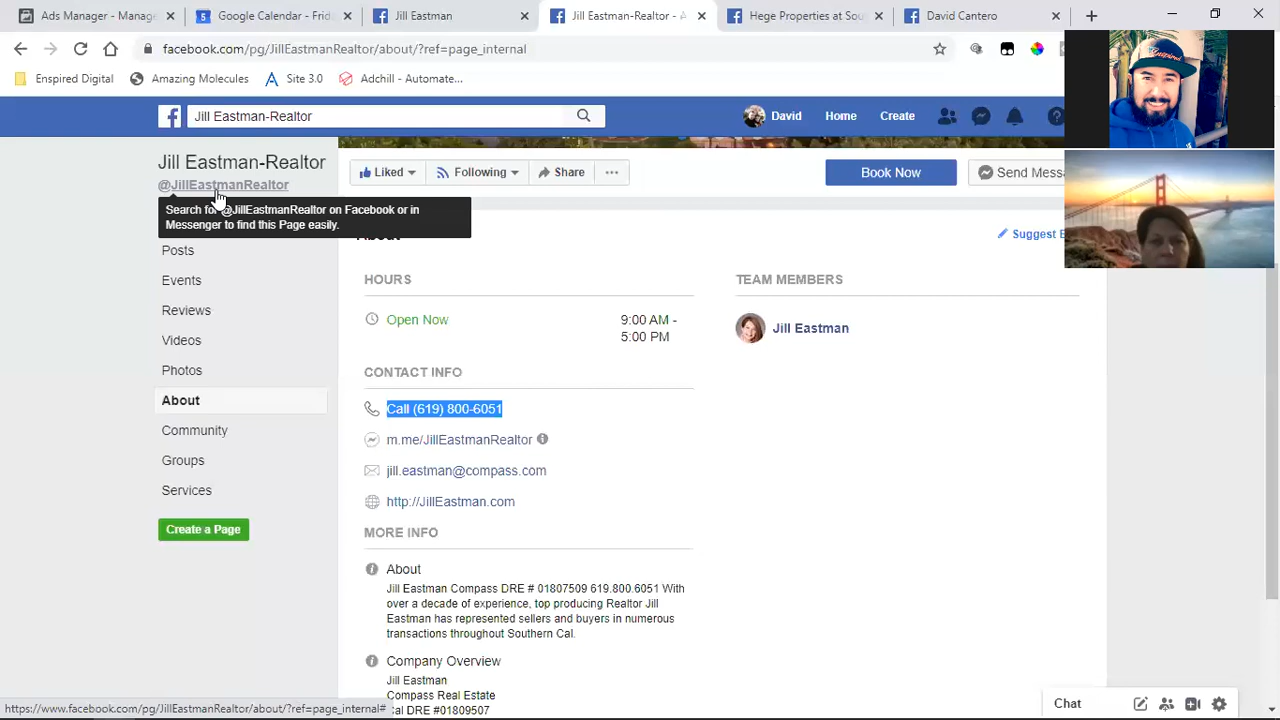 Ads Manager - Manage
Google Calendar - Frid
Jill Eastman
Jill Eastman-Realtor - A
Hege Properties at Sou
David Cantero
facebook.com/pg/JillEastmanRealtor/about/?ref=page_internal
Enspired Digital
Amazing Molecules
Site 3.0
Adchill - Automate...
Jill Eastman-Realtor
David
Home
Create
Jill Eastman-Realtor
@JillEastmanRealtor
Search for @JillEastmanRealtor on Facebook or in
Messenger to find this Page easily.
Liked
Following
Share
Book Now
Send Messa
About
Suggest E
Posts
Events
Reviews
Videos
Photos
About
Community
Groups
Services
Create a Page
HOURS
Open Now
9:00 AM -
5:00 PM
CONTACT INFO
Call (619) 800-6051
m.me/JillEastmanRealtor
jill.eastman@compass.com
http://JillEastman.com
MORE INFO
About
Jill Eastman Compass DRE # 01807509 619.800.6051 With
over a decade of experience, top producing Realtor Jill
Eastman has represented sellers and buyers in numerous
transactions throughout Southern Cal.
Company Overview
Jill Eastman
Compass Real Estate
Cal DRE #01809507
TEAM MEMBERS
Jill Eastman
Chat
https://www.facebook.com/pg/JillEastmanRealtor/about/?ref=page_internal#